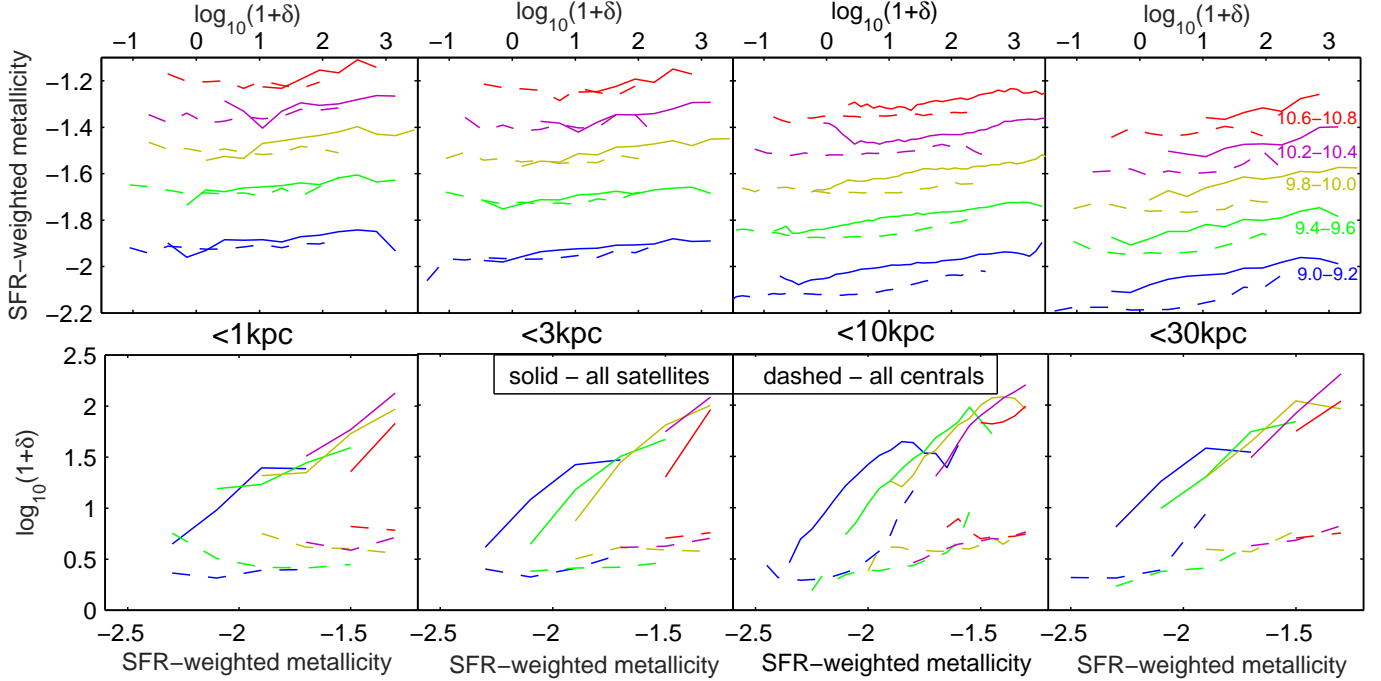 log10(1+δ) log10(1+δ) log10(1+δ) log10(1+δ)
−1 0 1 2 3 −1 0 1 2 3 −1 0 1 2 3 −1 0 1 2 3
SFR−weighted metallicity
−1.2
−1.4
−1.6
−1.8
−2
−2.2
10.6−10.8
10.2−10.4
9.8−10.0
9.4−9.6
9.0−9.2
<1kpc <3kpc <10kpc <30kpc
log10(1+δ)
2.5
2
1.5
1
0.5
0
solid − all satellites dashed − all centrals
−2.5 −2 −1.5 −2.5 −2 −1.5 −2.5 −2 −1.5 −2.5 −2 −1.5
SFR−weighted metallicity SFR−weighted metallicity SFR−weighted metallicity SFR−weighted metallicity